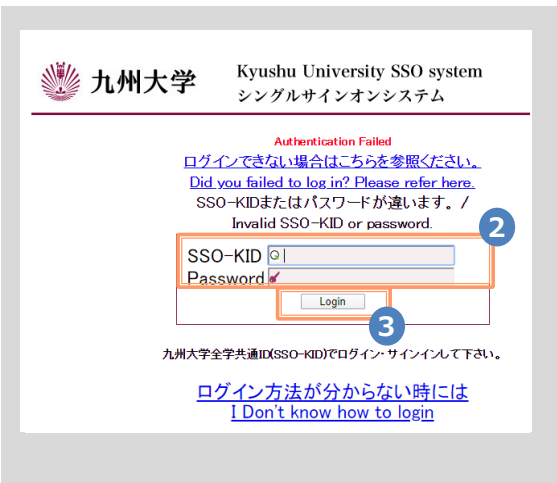 九州大学
Kyushu University SSO system
シングルサインオンシステム
Authentication Failed
ログインできない場合はこちらを参照ください。
Did you failed to log in? Please refer here.
SSO-KIDまたはパスワードが違います。/
Invalid SSO-KID or password.
2
SSO-KID
Password
Login
3
九州大学全学共通ID(SSO-KID)でログイン・サインインして下さい。
ログイン方法が分からない時には
I Don't know how to login